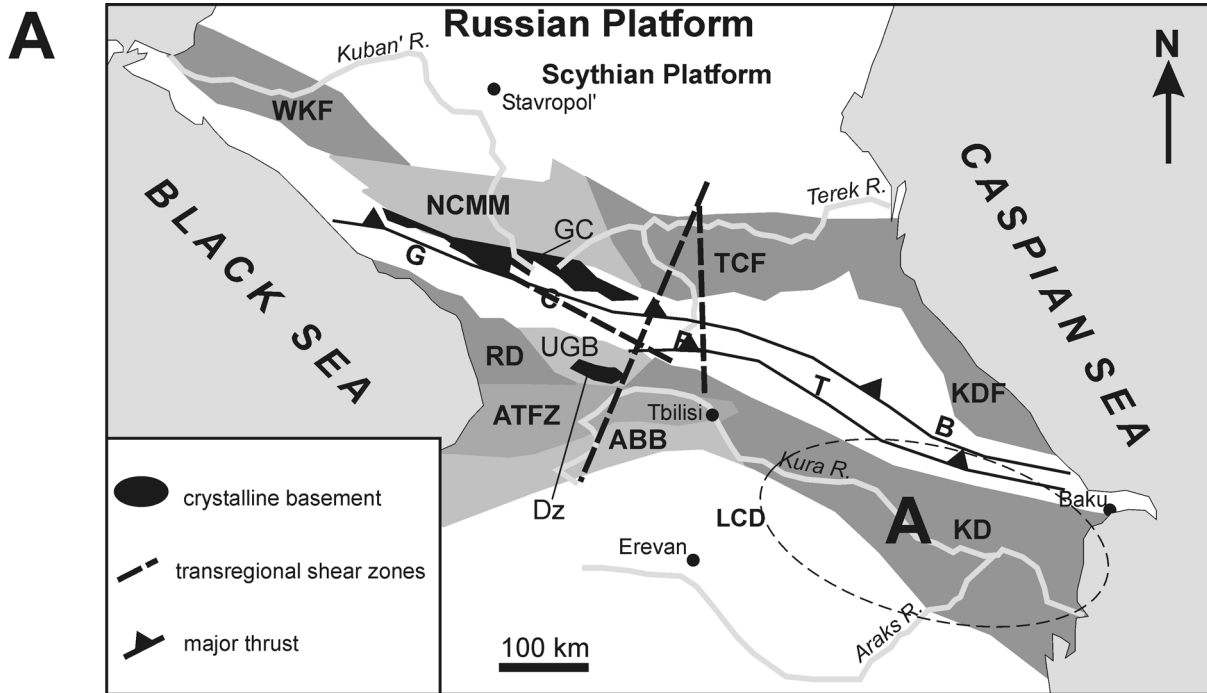 A
Russian Platform
Kuban' R.
Scythian Platform
N
Stavropol'
WKF
CASPIAN SEA
BLACK SEA
Terek R.
NCMM
GC
G
TCF
C
R
RD
UGB
T
KDF
Tbilisi
B
ATFZ
ABB
Kura R.
Baku
Dz
LCD
A
KD
Erevan
Araks R.
100 km
crystalline basement
transregional shear zones
major thrust